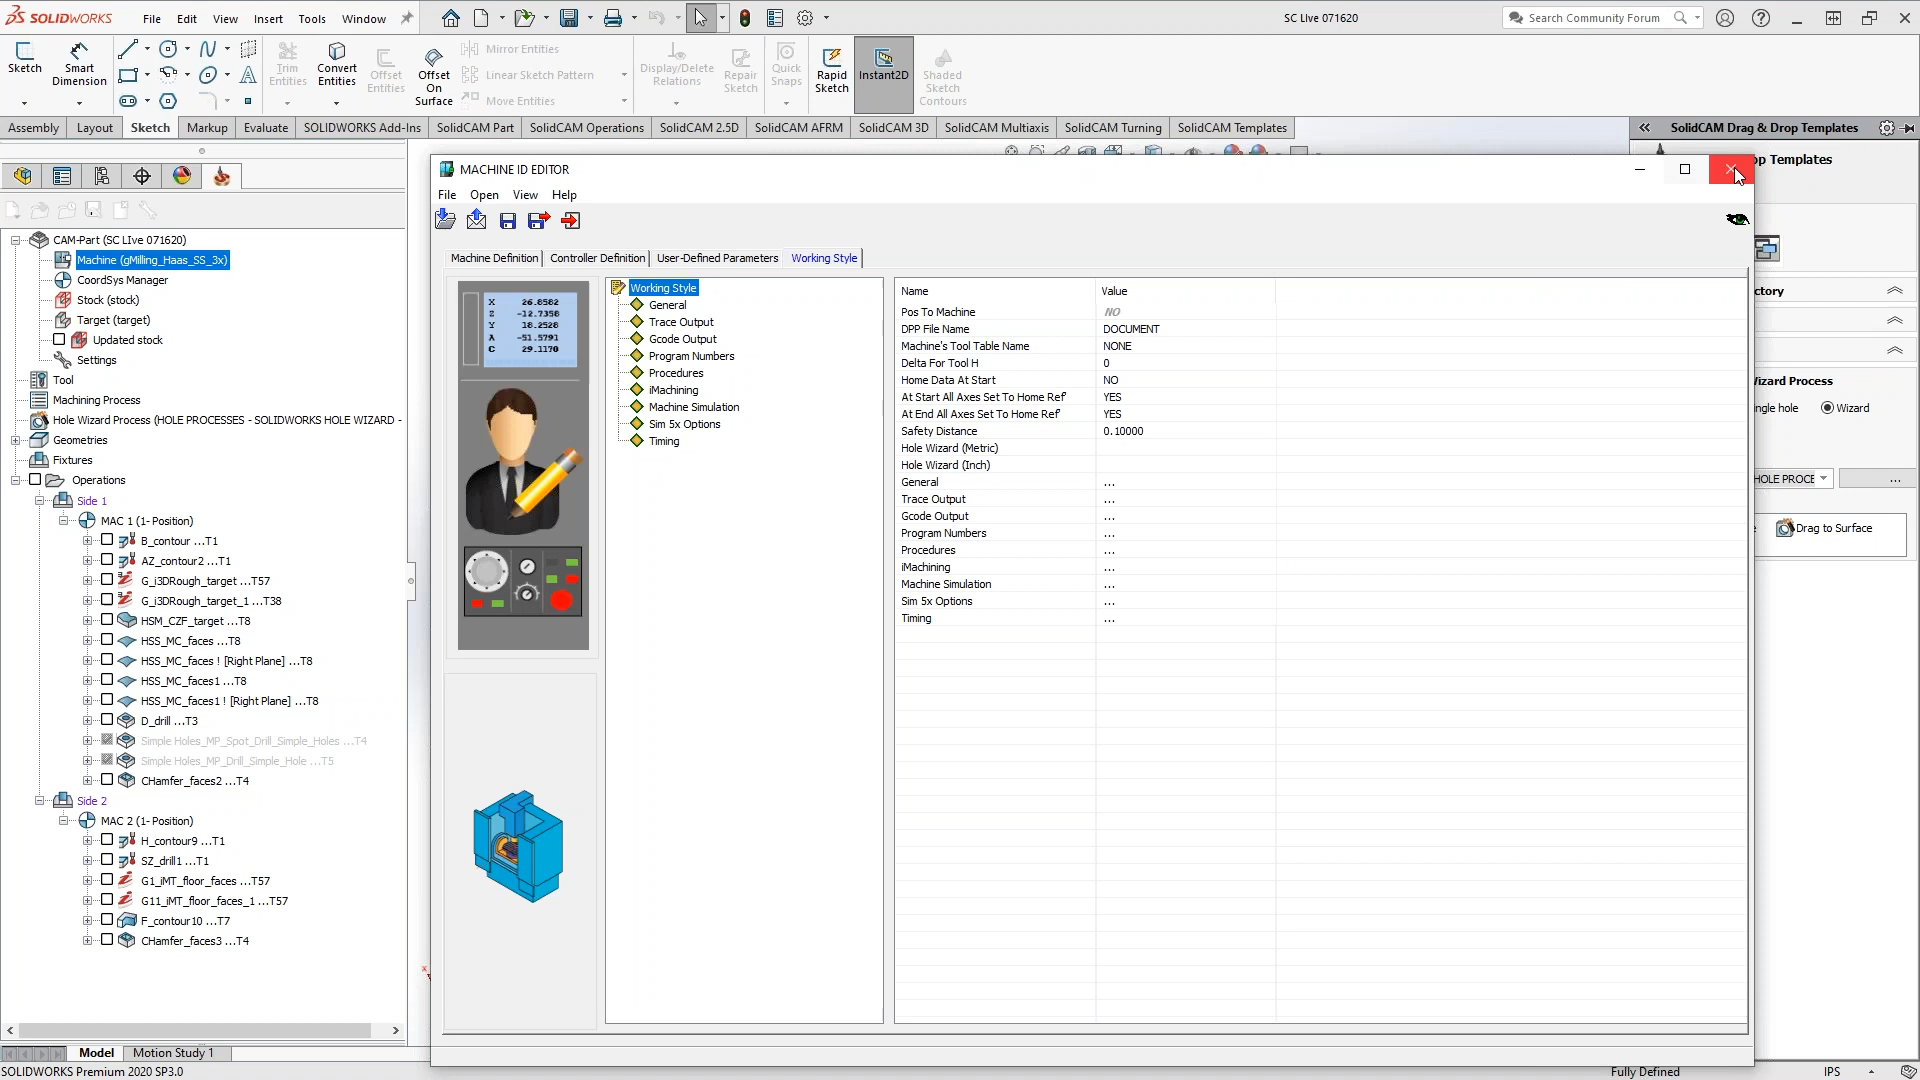 SOLIDWORKS File Edit View Insert Tools Window SC LIve 071620 Search Community Forum
Sketch Smart Dimension Trim Entities Convert Entities Offset Entities Offset On Surface Mirror Entities Linear Sketch Pattern Move Entities Display/Delete Relations Repair Sketch Quick Snaps Rapid Sketch Instant2D Shaded Sketch Contours
Assembly Layout Sketch Markup Evaluate SOLIDWORKS Add-Ins SolidCAM Part SolidCAM Operations SolidCAM 2.5D SolidCAM AFRM SolidCAM 3D SolidCAM Multiaxis SolidCAM Turning SolidCAM Templates
SolidCAM Drag & Drop Templates
CAM-Part (SC LIve 071620)
Machine (gMilling_Haas_SS_3x)
CoordSys Manager
Stock (stock)
Target (target)
Updated stock
Settings
Tool
Machining Process
Hole Wizard Process (HOLE PROCESSES - SOLIDWORKS HOLE WIZARD -
Geometries
Fixtures
Operations
Side 1
MAC 1 (1- Position)
B_contour ...T1
AZ_contour2 ...T1
G_i3DRough_target ...T57
G_i3DRough_target_1 ...T38
HSM_CZF_target ...T8
HSS_MC_faces ...T8
HSS_MC_faces ! [Right Plane] ...T8
HSS_MC_faces1 ...T8
HSS_MC_faces1 ! [Right Plane] ...T8
D_drill ...T3
Simple Holes_MP_Spot_Drill_Simple_Holes ...T4
Simple Holes_MP_Drill_Simple_Hole ...T5
CHamfer_faces2 ...T4
Side 2
MAC 2 (1- Position)
H_contour9 ...T1
SZ_drill1 ...T1
G1_iMT_floor_faces ...T57
G11_iMT_floor_faces_1 ...T57
F_contour10 ...T7
CHamfer_faces3 ...T4
MACHINE ID EDITOR
File Open View Help
Machine Definition Controller Definition User-Defined Parameters Working Style
X 26.8582
Z -12.7358
Y 18.2528
A -51.5791
C 29.1170
Working Style
General
Trace Output
Gcode Output
Program Numbers
Procedures
iMachining
Machine Simulation
Sim 5x Options
Timing
Name Value
Pos To Machine NO
DPP File Name DOCUMENT
Machine's Tool Table Name NONE
Delta For Tool H 0
Home Data At Start NO
At Start All Axes Set To Home Ref' YES
At End All Axes Set To Home Ref' YES
Safety Distance 0.10000
Hole Wizard (Metric)
Hole Wizard (Inch)
General ...
Trace Output ...
Gcode Output ...
Program Numbers ...
Procedures ...
iMachining ...
Machine Simulation ...
Sim 5x Options ...
Timing ...
op Templates
ctory
izard Process
ngle hole Wizard
HOLE PROCE ...
Drag to Surface
Model Motion Study 1
SOLIDWORKS Premium 2020 SP3.0 Fully Defined IPS